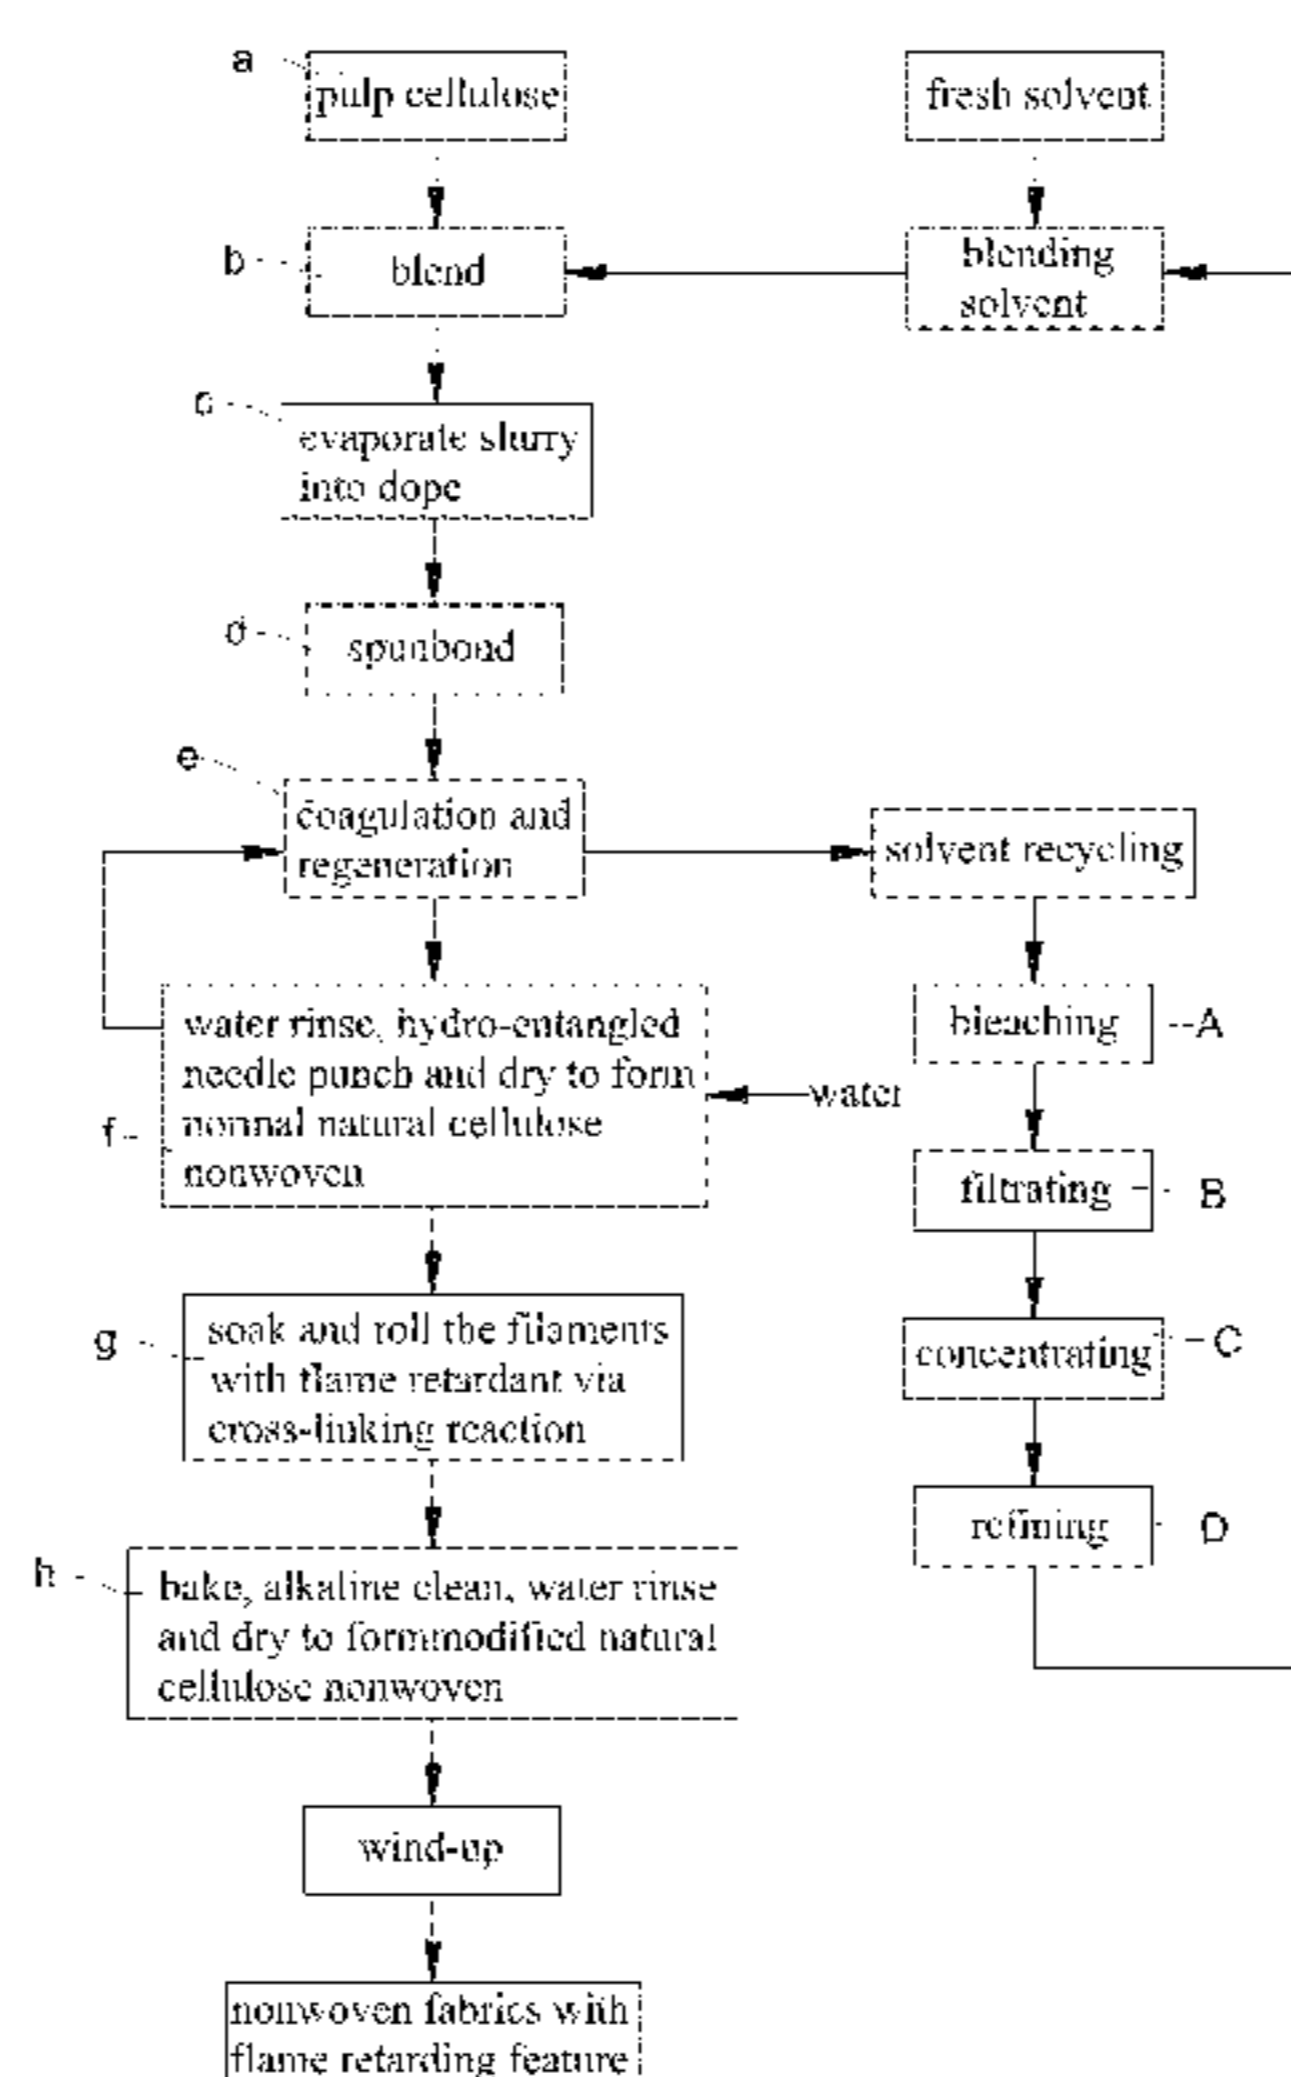 a
pulp cellulose
fresh solvent
b
blend
blending
solvent
c
evaporate slurry
into dope
d
spunbond
e
coagulation and
regeneration
solvent recycling
water rinse, hydro-entangled
needle punch and dry to form
normal natural cellulose
nonwoven
f
water
bleaching
A
filtrating
B
concentrating
C
refining
D
g
soak and roll the filaments
with flame retardant via
cross-linking reaction
h
bake, alkaline clean, water rinse
and dry to formmodified natural
cellulose nonwoven
wind-up
nonwoven fabrics with
flame retarding feature